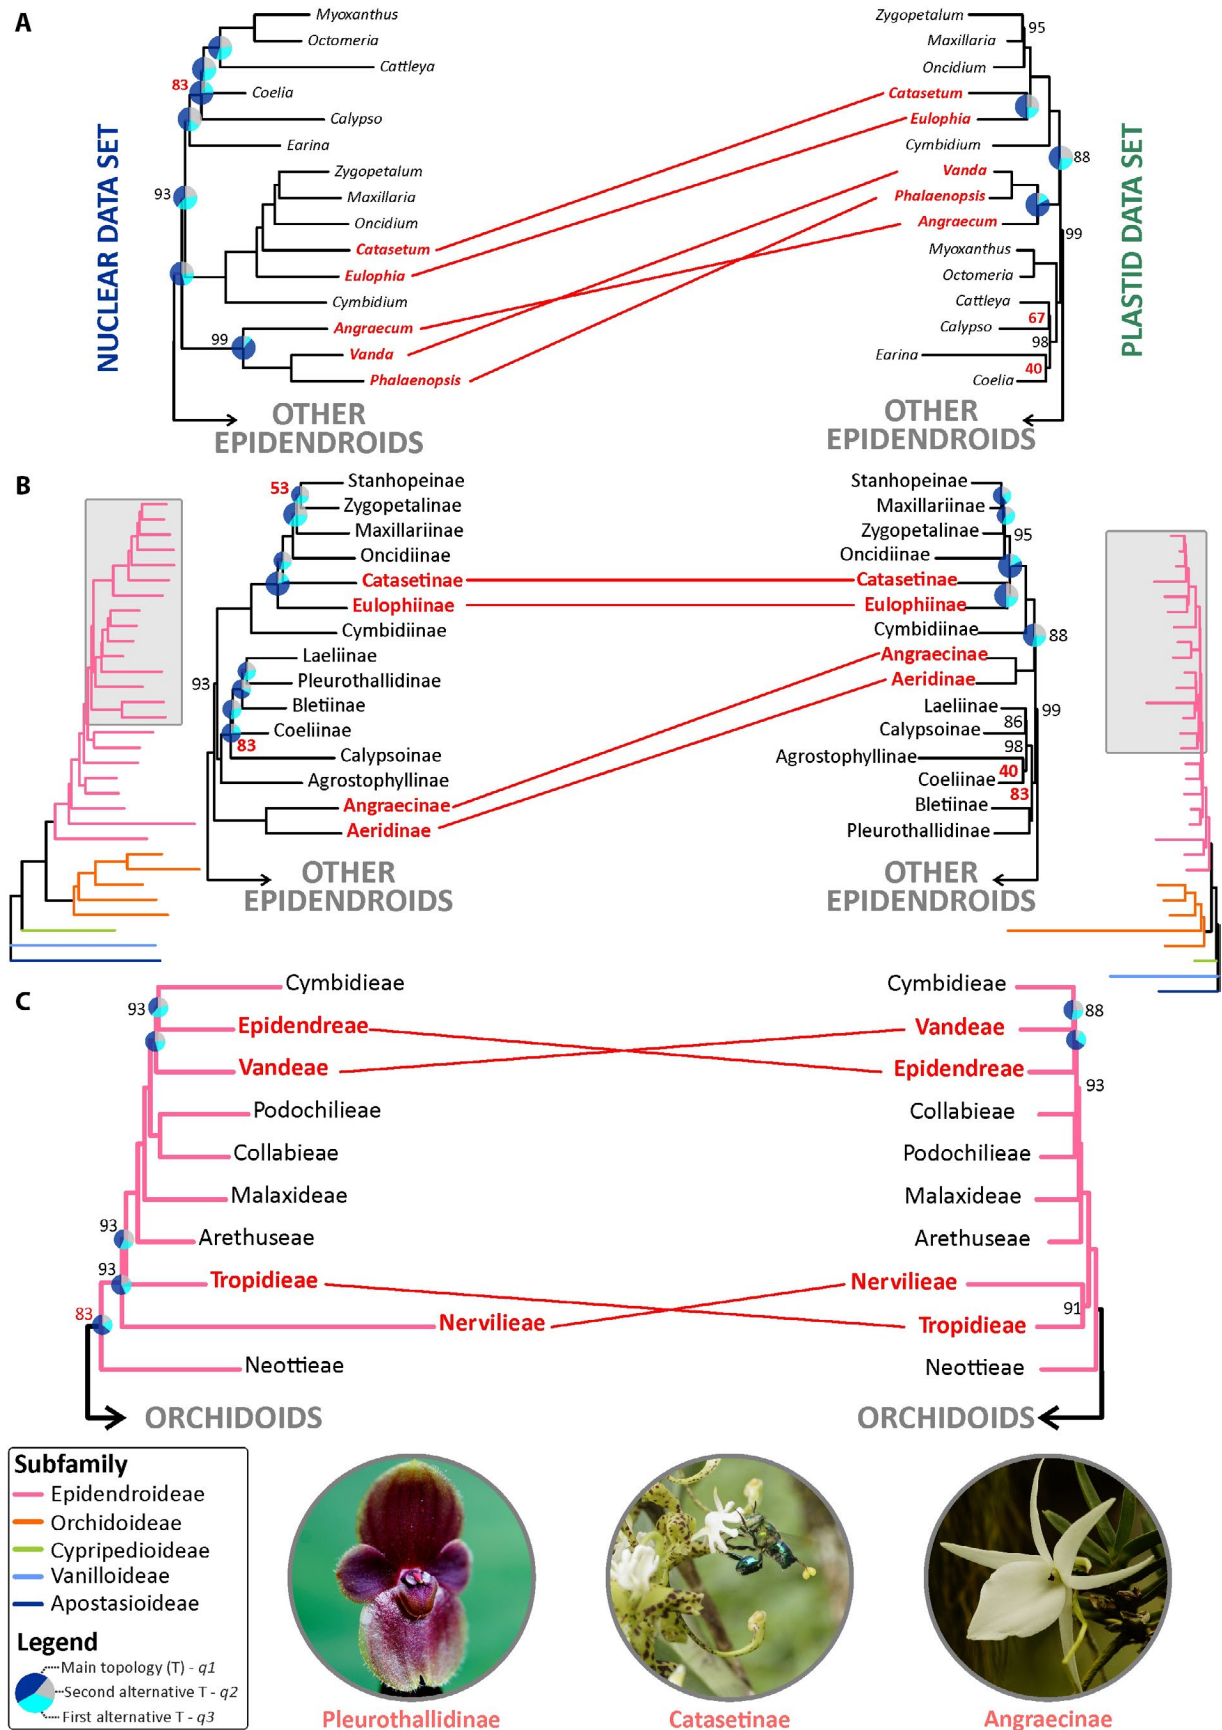 A
NUCLEAR DATA SET
Myoxanthus
Octomeria
Cattleya
83
Coelia
Calypso
Earina
93
Zygopetalum
Maxillaria
Oncidium
Catasetum
Eulophia
Cymbidium
Angraecum
99
Vanda
Phalaenopsis
OTHER
EPIDENDROIDS
PLASTID DATA SET
Zygopetalum
95
Maxillaria
Oncidium
Catasetum
Eulophia
Cymbidium
88
Vanda
Phalaenopsis
Angraecum
99
Myoxanthus
Octomeria
Cattleya
67
Calypso
98
Earina
40
Coelia
OTHER
EPIDENDROIDS
B
Stanhopeinae
53
Zygopetalinae
Maxillariinae
Oncidiinae
Catasetinae
Eulophiinae
Cymbidiinae
Laeliinae
93
Pleurothallidinae
Bletiinae
Coeliinae
83
Calypsoinae
Agrostophyllinae
Angraecinae
Aeridinae
OTHER
EPIDENDROIDS
Stanhopeinae
Maxillariinae
Zygopetalinae
95
Oncidiinae
Catasetinae
Eulophiinae
Cymbidiinae
88
Angraecinae
Aeridinae
Laeliinae
99
86
Calypsoinae
98
Agrostophyllinae
40
Coeliinae
83
Bletiinae
Pleurothallidinae
OTHER
EPIDENDROIDS
C
Cymbidieae
93
Epidendreae
Vandeae
Podochilieae
Collabieae
Malaxideae
93
Arethuseae
93
Tropidieae
83
Nervilieae
Neottieae
ORCHIDOIDS
Cymbidieae
88
Vandeae
Epidendreae
93
Collabieae
Podochilieae
Malaxideae
Arethuseae
Nervilieae
91
Tropidieae
Neottieae
ORCHIDOIDS
Subfamily
Epidendroideae
Orchidoideae
Cypripedioideae
Vanilloideae
Apostasioideae
Legend
Main topology (T) - q1
Second alternative T - q2
First alternative T - q3
Pleurothallidinae
Catasetinae
Angraecinae